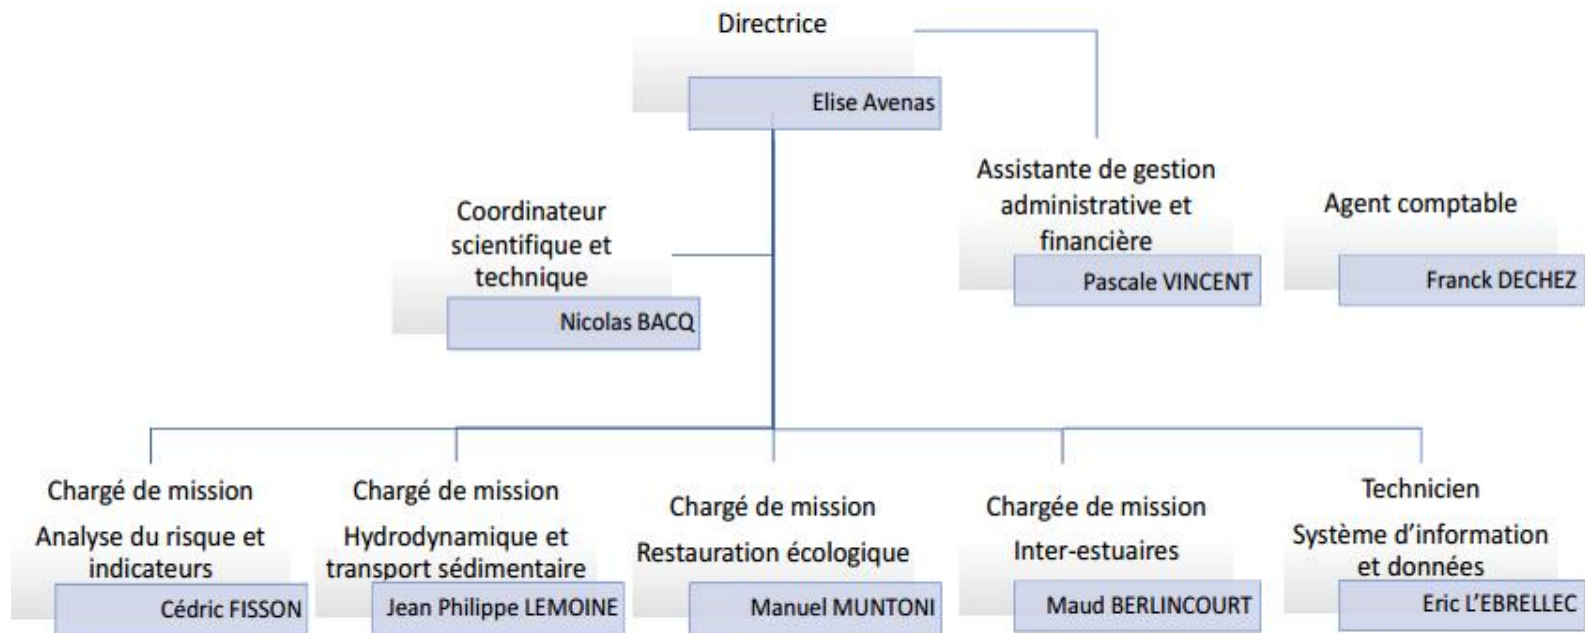 Directrice
Elise Avenas
Assistante de gestion
administrative et
financière
Pascale VINCENT
Agent comptable
Franck DECHEZ
Coordinateur
scientifique et
technique
Nicolas BACQ
Chargé de mission
Analyse du risque et
indicateurs
Cédric FISSON
Chargé de mission
Hydrodynamique et
transport sédimentaire
Jean Philippe LEMOINE
Chargé de mission
Restauration écologique
Manuel MUNTONI
Chargée de mission
Inter-estuaires
Maud BERLINCOURT
Technicien
Système d’information
et données
Eric L’EBRELLEC